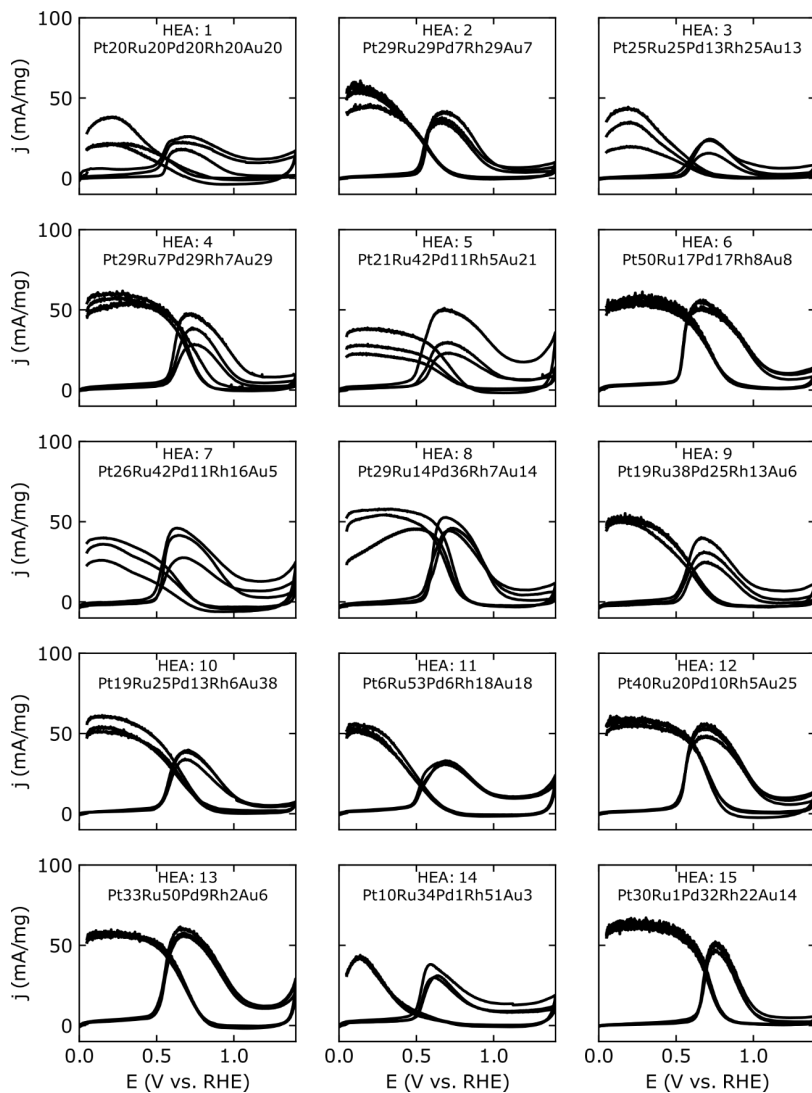 100
50
0
j (mA/mg)
HEA: 1
Pt20Ru20Pd20Rh20Au20
HEA: 2
Pt29Ru29Pd7Rh29Au7
HEA: 3
Pt25Ru25Pd13Rh25Au13
100
50
0
j (mA/mg)
HEA: 4
Pt29Ru7Pd29Rh7Au29
HEA: 5
Pt21Ru42Pd11Rh5Au21
HEA: 6
Pt50Ru17Pd17Rh8Au8
100
50
0
j (mA/mg)
HEA: 7
Pt26Ru42Pd11Rh16Au5
HEA: 8
Pt29Ru14Pd36Rh7Au14
HEA: 9
Pt19Ru38Pd25Rh13Au6
100
50
0
j (mA/mg)
HEA: 10
Pt19Ru25Pd13Rh6Au38
HEA: 11
Pt6Ru53Pd6Rh18Au18
HEA: 12
Pt40Ru20Pd10Rh5Au25
100
50
0
j (mA/mg)
HEA: 13
Pt33Ru50Pd9Rh2Au6
HEA: 14
Pt10Ru34Pd1Rh51Au3
HEA: 15
Pt30Ru1Pd32Rh22Au14
0.0 0.5 1.0
0.0 0.5 1.0
0.0 0.5 1.0
E (V vs. RHE)
E (V vs. RHE)
E (V vs. RHE)